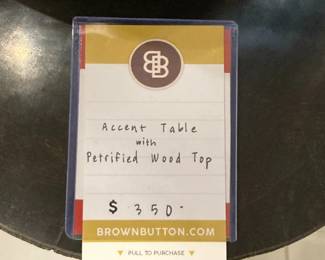 BB
Accent Table
with
Petrified Wood Top
$ 350-
BROWNBUTTON.COM
PULL TO PURCHASE